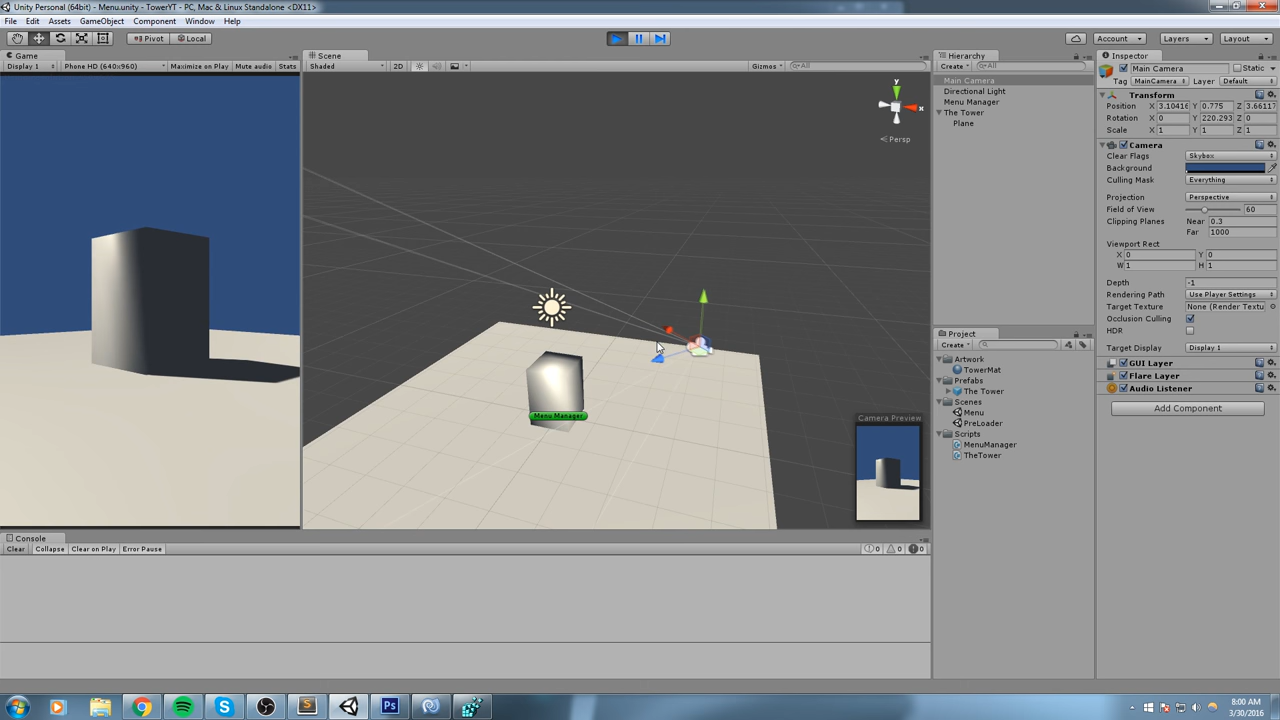 Unity Personal (64bit) - Menu.unity - TowerYT - PC, Mac & Linux Standalone <DX11>
File Edit Assets GameObject Component Window Help
Pivot Local Account Layers Layout
Game
Display 1 Phone HD (640x960) Maximize on Play Mute audio Stats
Scene
Shaded 2D Gizmos All
y
x
Persp
Menu Manager
Camera Preview
Hierarchy
Create All
Main Camera
Directional Light
Menu Manager
The Tower
Plane
Project
Create
Artwork
TowerMat
Prefabs
The Tower
Scenes
Menu
PreLoader
Scripts
MenuManager
TheTower
Inspector
Main Camera Static
Tag MainCamera Layer Default
Transform
Position X 3.10416 Y 0.775 Z 3.66117
Rotation X 0 Y 220.293 Z 0
Scale X 1 Y 1 Z 1
Camera
Clear Flags Skybox
Background
Culling Mask Everything
Projection Perspective
Field of View 60
Clipping Planes Near 0.3
Far 1000
Viewport Rect
X 0 Y 0
W 1 H 1
Depth -1
Rendering Path Use Player Settings
Target Texture None (Render Textu
Occlusion Culling
HDR
Target Display Display 1
GUI Layer
Flare Layer
Audio Listener
Add Component
Console
Clear Collapse Clear on Play Error Pause 0 0 0
8:00 AM
3/30/2016